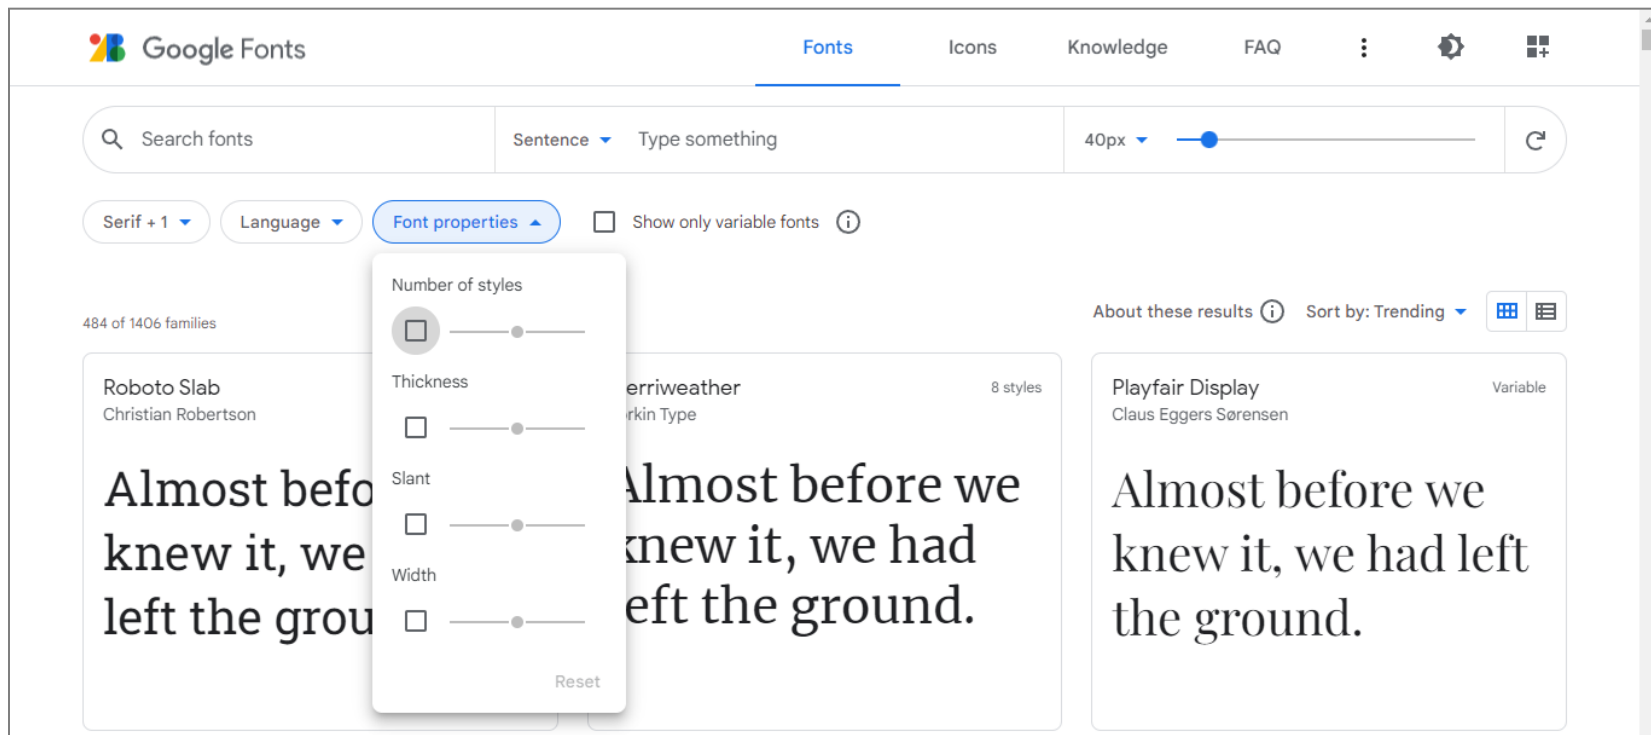 Google Fonts
Fonts
Icons
Knowledge
FAQ
Search fonts
Sentence
Type something
40px
Serif + 1
Language
Font properties
Show only variable fonts
Number of styles
Thickness
Slant
Width
Reset
484 of 1406 families
About these results
Sort by: Trending
Roboto Slab
Christian Robertson
Almost befo
knew it, we
left the grou
erriweather
8 styles
rkin Type
Almost before we
knew it, we had
eft the ground.
Playfair Display
Variable
Claus Eggers Sørensen
Almost before we
knew it, we had left
the ground.